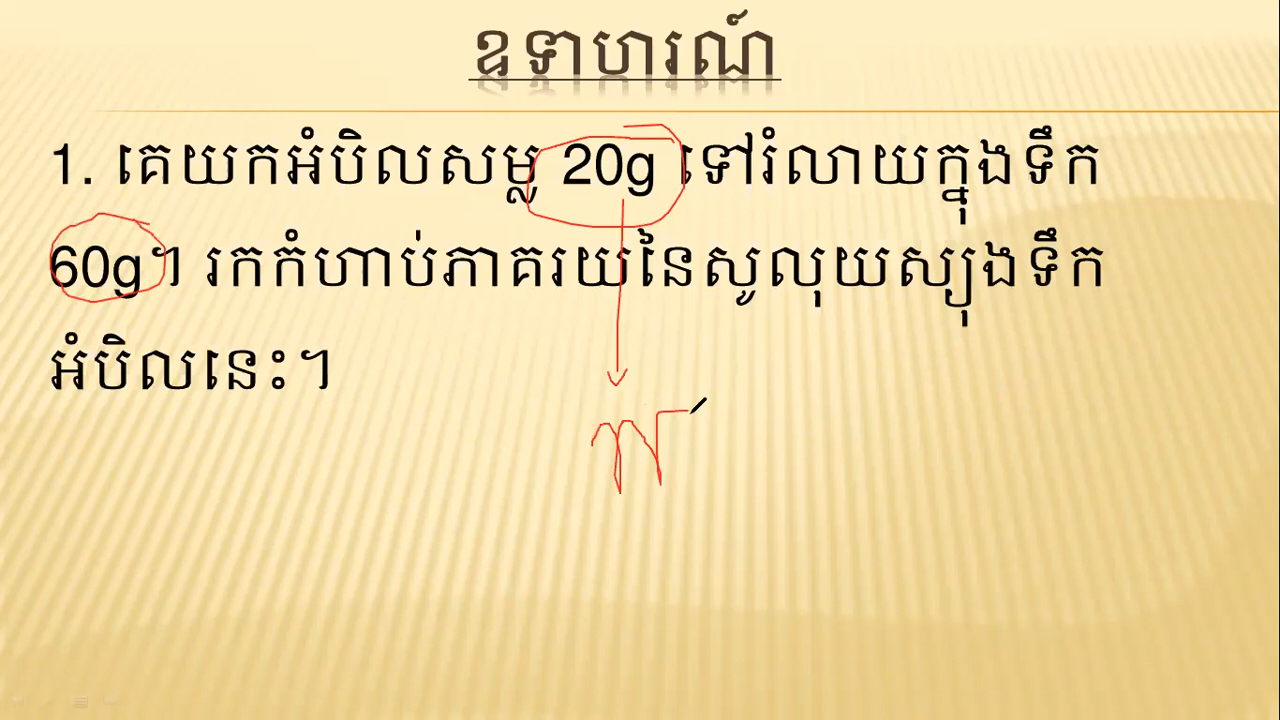 ឧទាហរណ៍
1. គេយកអំបិលសម្ល 20g ទៅរំលាយក្នុងទឹក
60g។ រកកំហាប់ភាគរយនៃសូលុយស្យុងទឹក
អំបិលនេះ។